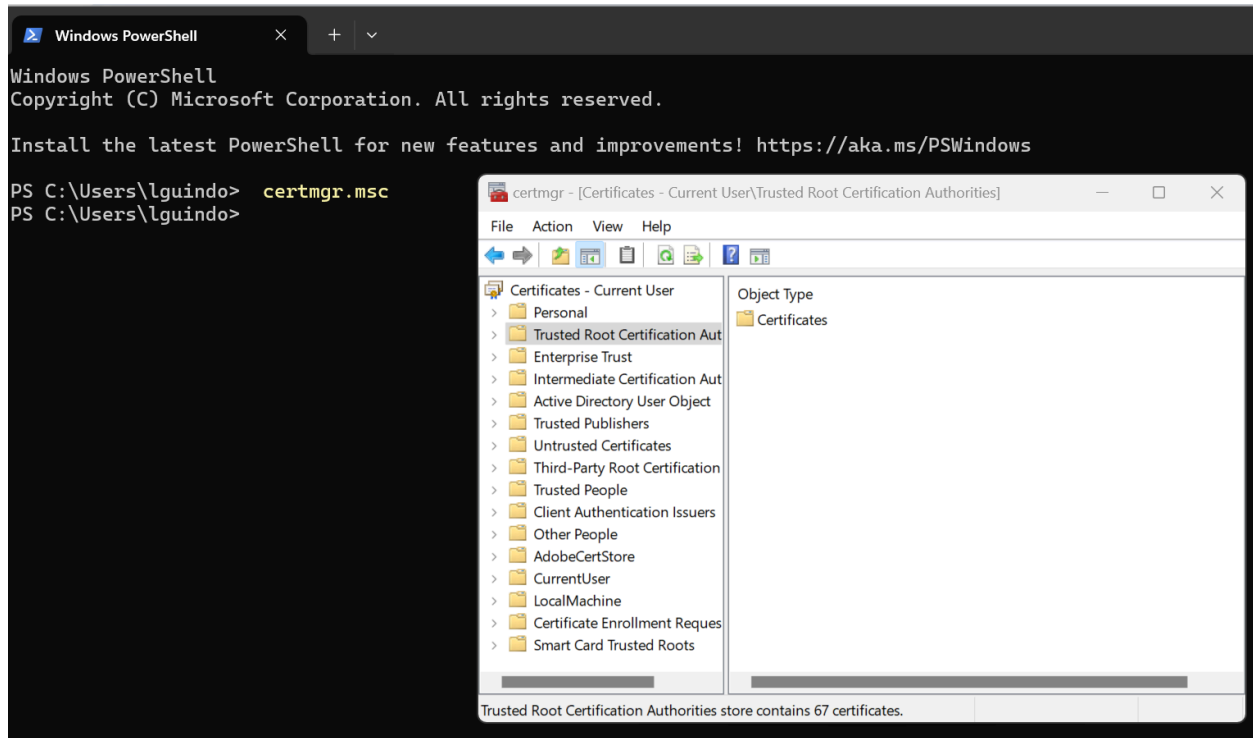 Windows PowerShell
Windows PowerShell
Copyright (C) Microsoft Corporation. All rights reserved.
Install the latest PowerShell for new features and improvements! https://aka.ms/PSWindows
PS C:\Users\lguindo>  certmgr.msc
PS C:\Users\lguindo>
certmgr - [Certificates - Current User\Trusted Root Certification Authorities]
File Action View Help
Certificates - Current User
Personal
Trusted Root Certification Aut
Enterprise Trust
Intermediate Certification Aut
Active Directory User Object
Trusted Publishers
Untrusted Certificates
Third-Party Root Certification
Trusted People
Client Authentication Issuers
Other People
AdobeCertStore
CurrentUser
LocalMachine
Certificate Enrollment Reques
Smart Card Trusted Roots
Object Type
Certificates
Trusted Root Certification Authorities store contains 67 certificates.